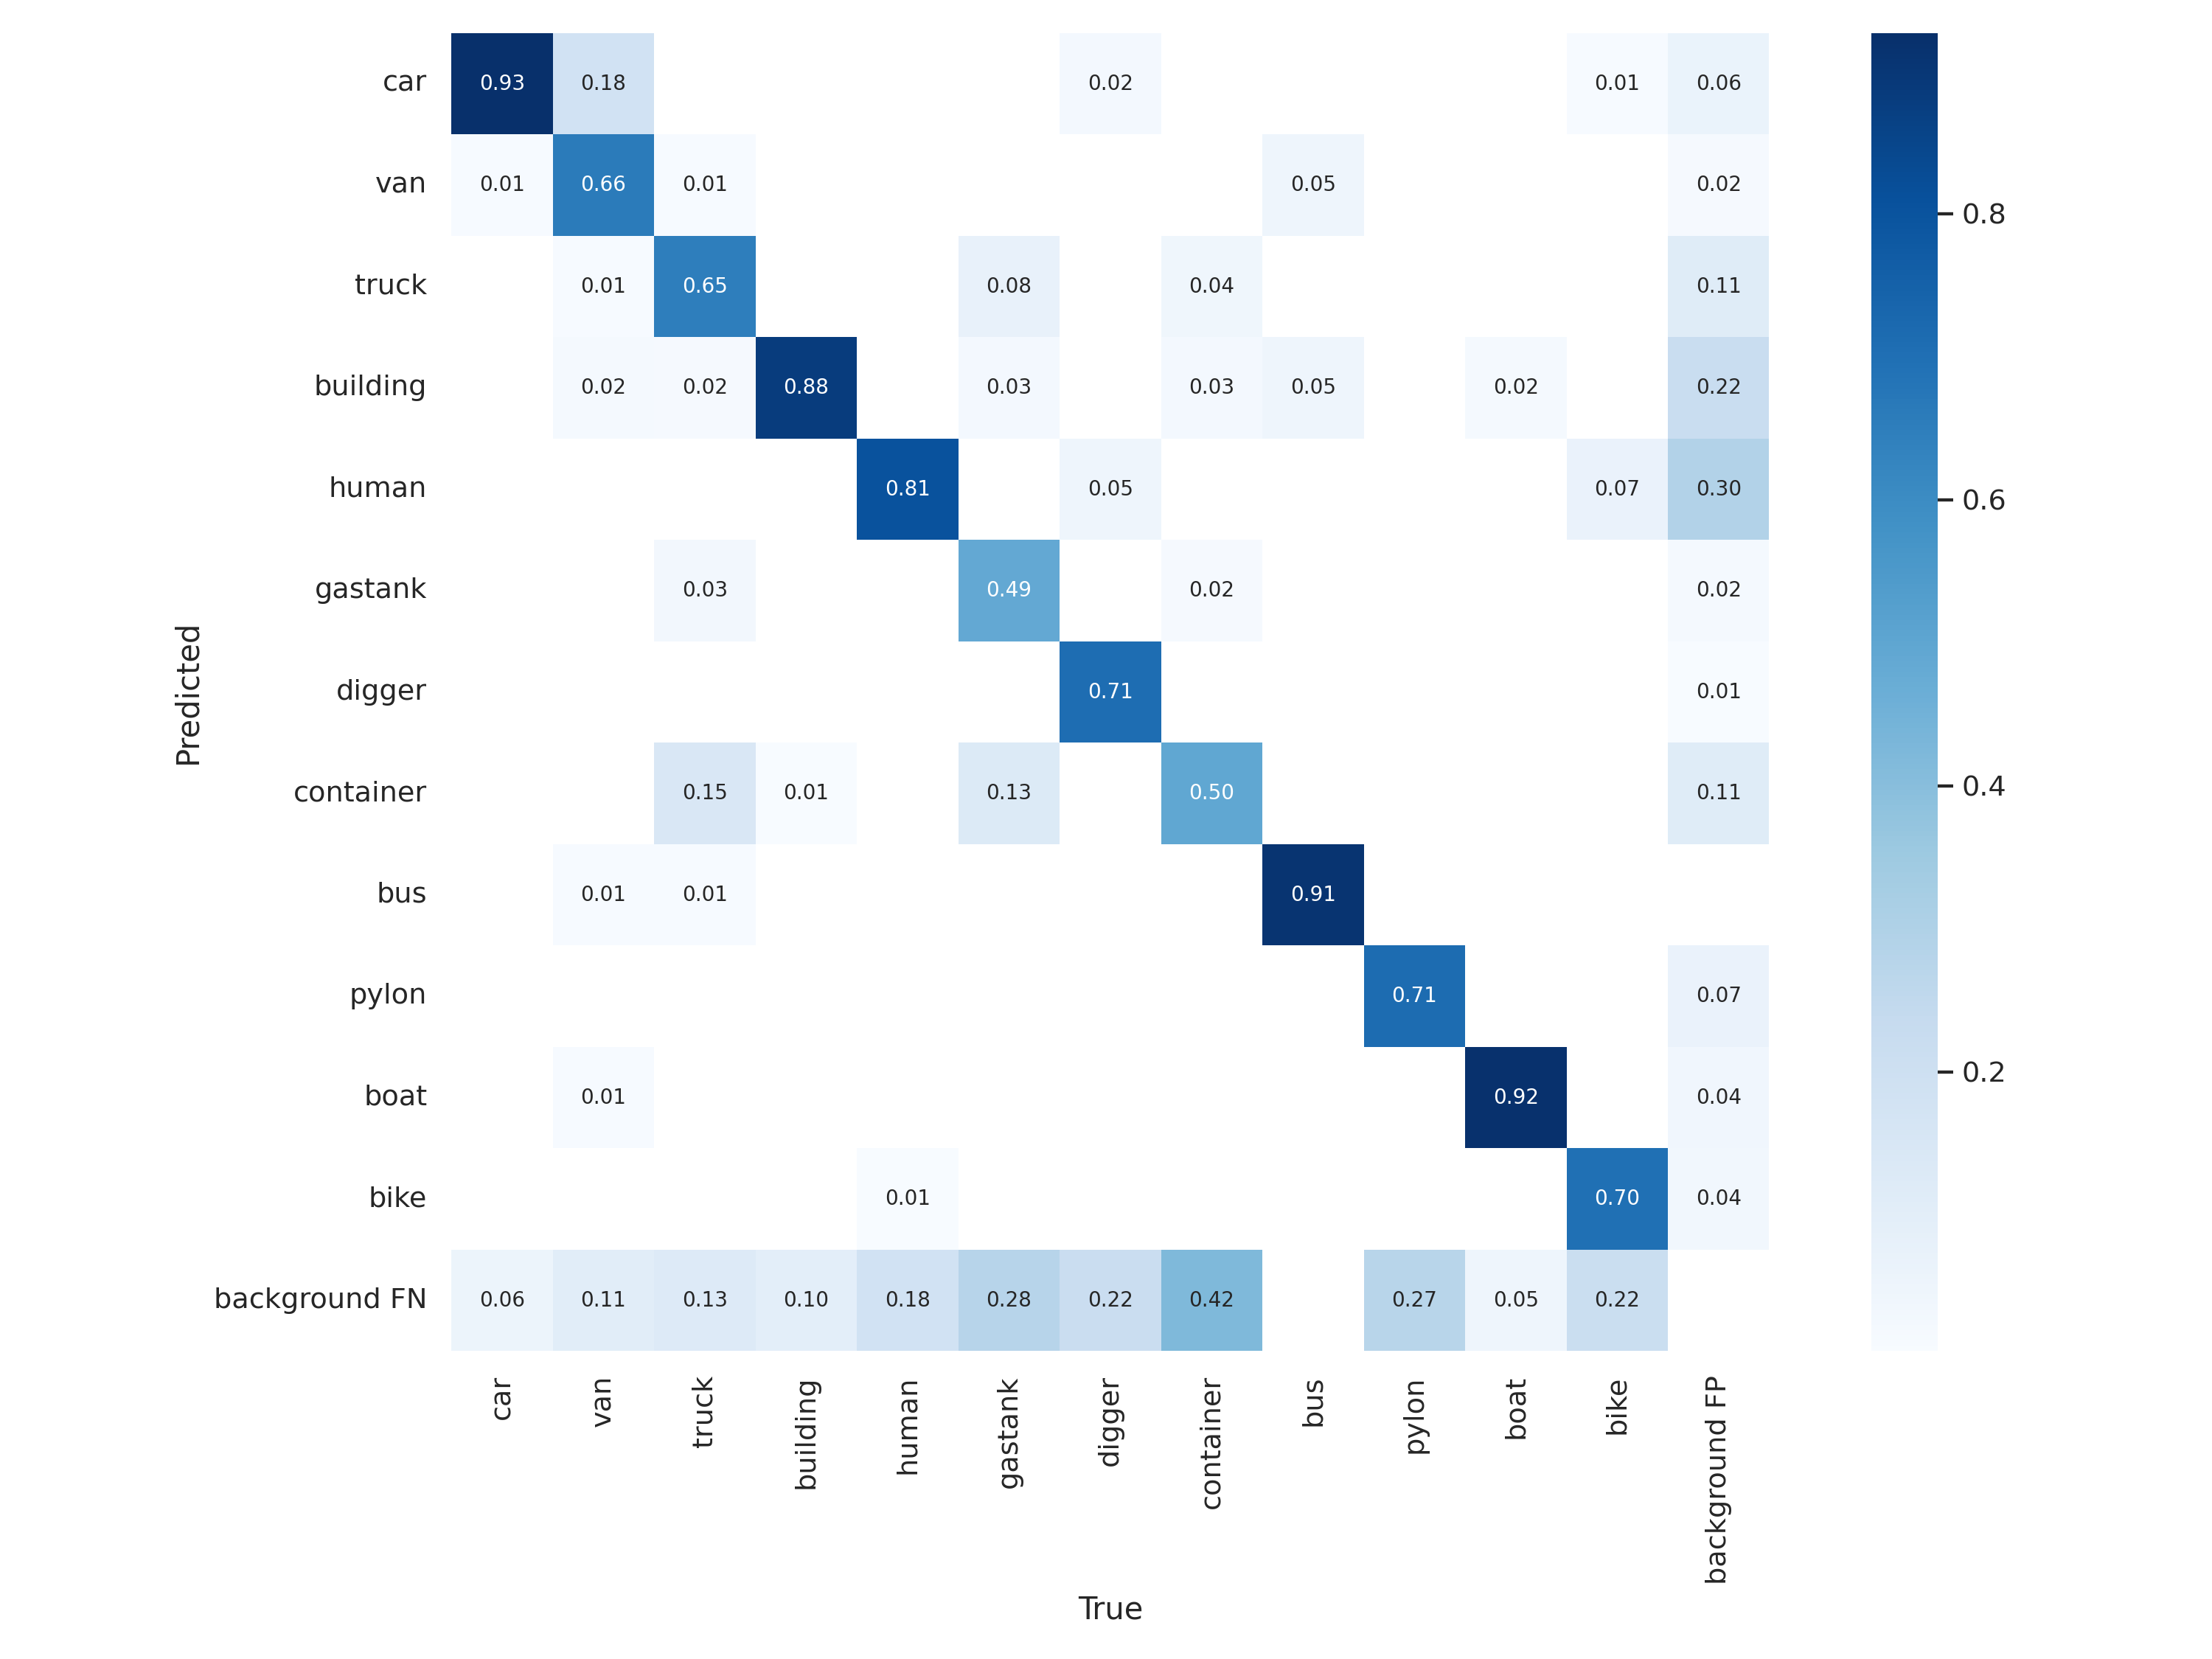 car 0.93 0.18 0.02 0.01 0.06
van 0.01 0.66 0.01 0.05 0.02
0.8
truck 0.01 0.65 0.08 0.04 0.11
building 0.02 0.02 0.88 0.03 0.03 0.05 0.02 0.22
human 0.81 0.05 0.07 0.30
0.6
gastank 0.03 0.49 0.02 0.02
Predicted
digger 0.71 0.01
container 0.15 0.01 0.13 0.50 0.11
0.4
bus 0.01 0.01 0.91
pylon 0.71 0.07
boat 0.01 0.92 0.04
0.2
bike 0.01 0.70 0.04
background FN 0.06 0.11 0.13 0.10 0.18 0.28 0.22 0.42 0.27 0.05 0.22
car
van
truck
building
human
gastank
digger
container
bus
pylon
boat
bike
background FP
True